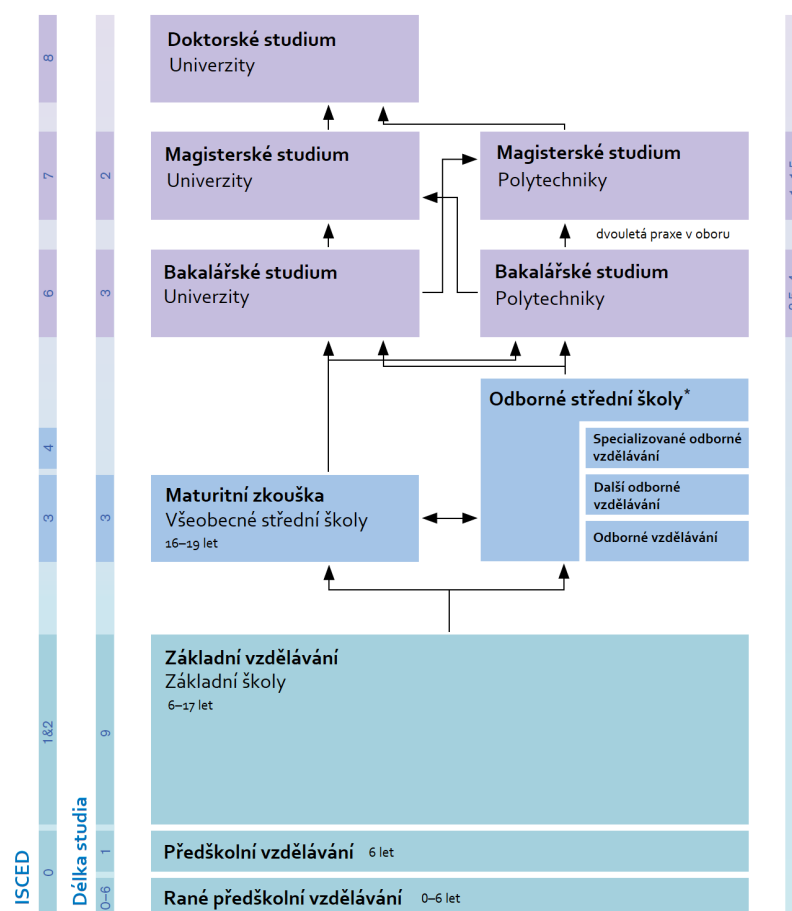 Doktorské studium
Univerzity
8
Magisterské studium
Univerzity
Magisterské studium
Polytechniky
7
2
dvouletá praxe v oboru
Bakalářské studium
Univerzity
Bakalářské studium
Polytechniky
6
3
Odborné střední školy*
Specializované odborné
vzdělávání
4
Maturitní zkouška
Všeobecné střední školy
16–19 let
Další odborné
vzdělávání
Odborné vzdělávání
3
3
Základní vzdělávání
Základní školy
6–17 let
1&2
9
Délka studia
ISCED
Předškolní vzdělávání 6 let
0
1
Rané předškolní vzdělávání 0–6 let
0–6